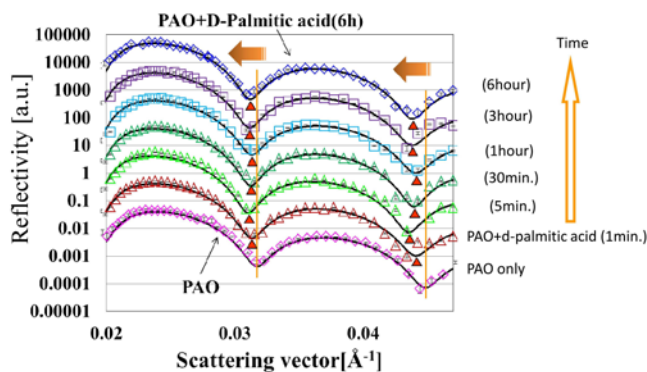 PAO+D-Palmitic acid(6h)
Time
100000
10000
1000
100
10
1
0.1
0.01
0.001
0.0001
0.00001
Reflectivity [a.u.]
(6hour)
(3hour)
(1hour)
(30min.)
(5min.)
PAO+d-palmitic acid (1min.)
PAO only
PAO
0.02 0.03 0.04
Scattering vector[Å-1]